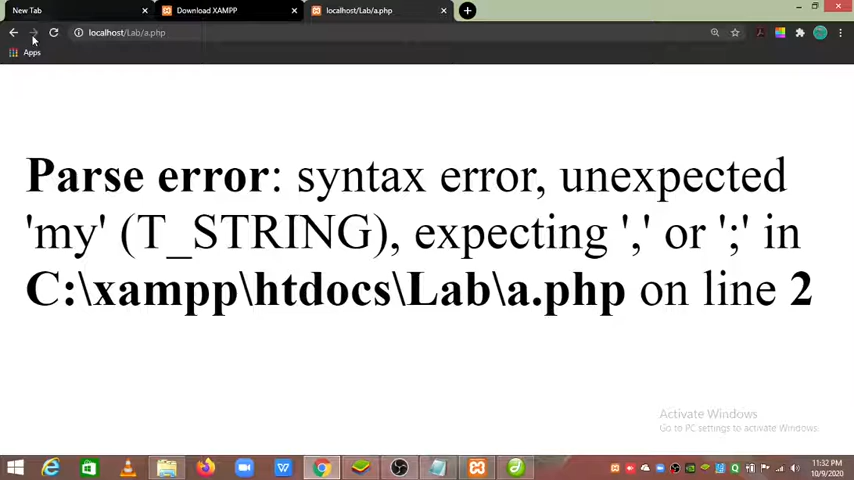 New Tab
Download XAMPP
localhost/Lab/a.php
localhost/Lab/a.php
Apps
Parse error: syntax error, unexpected
'my' (T_STRING), expecting ',' or ';' in
C:\xampp\htdocs\Lab\a.php on line 2
Activate Windows
Go to PC settings to activate Windows.
11:32 PM
10/9/2020